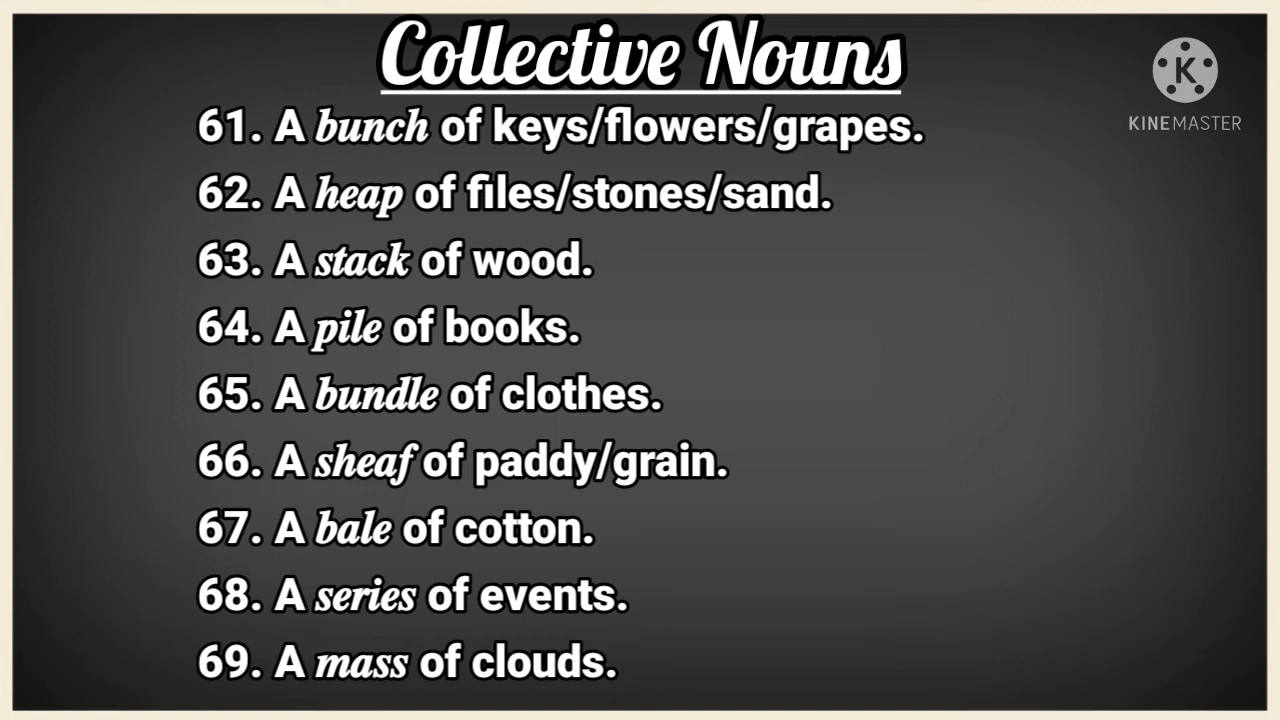 Collective Nouns
61. A bunch of keys/flowers/grapes.
K
KINEMASTER
62. A heap of files/stones/sand.
63. A stack of wood.
64. A pile of books.
65. A bundle of clothes.
66. A sheaf of paddy/grain.
67. A bale of cotton.
68. A series of events.
69. A mass of clouds.